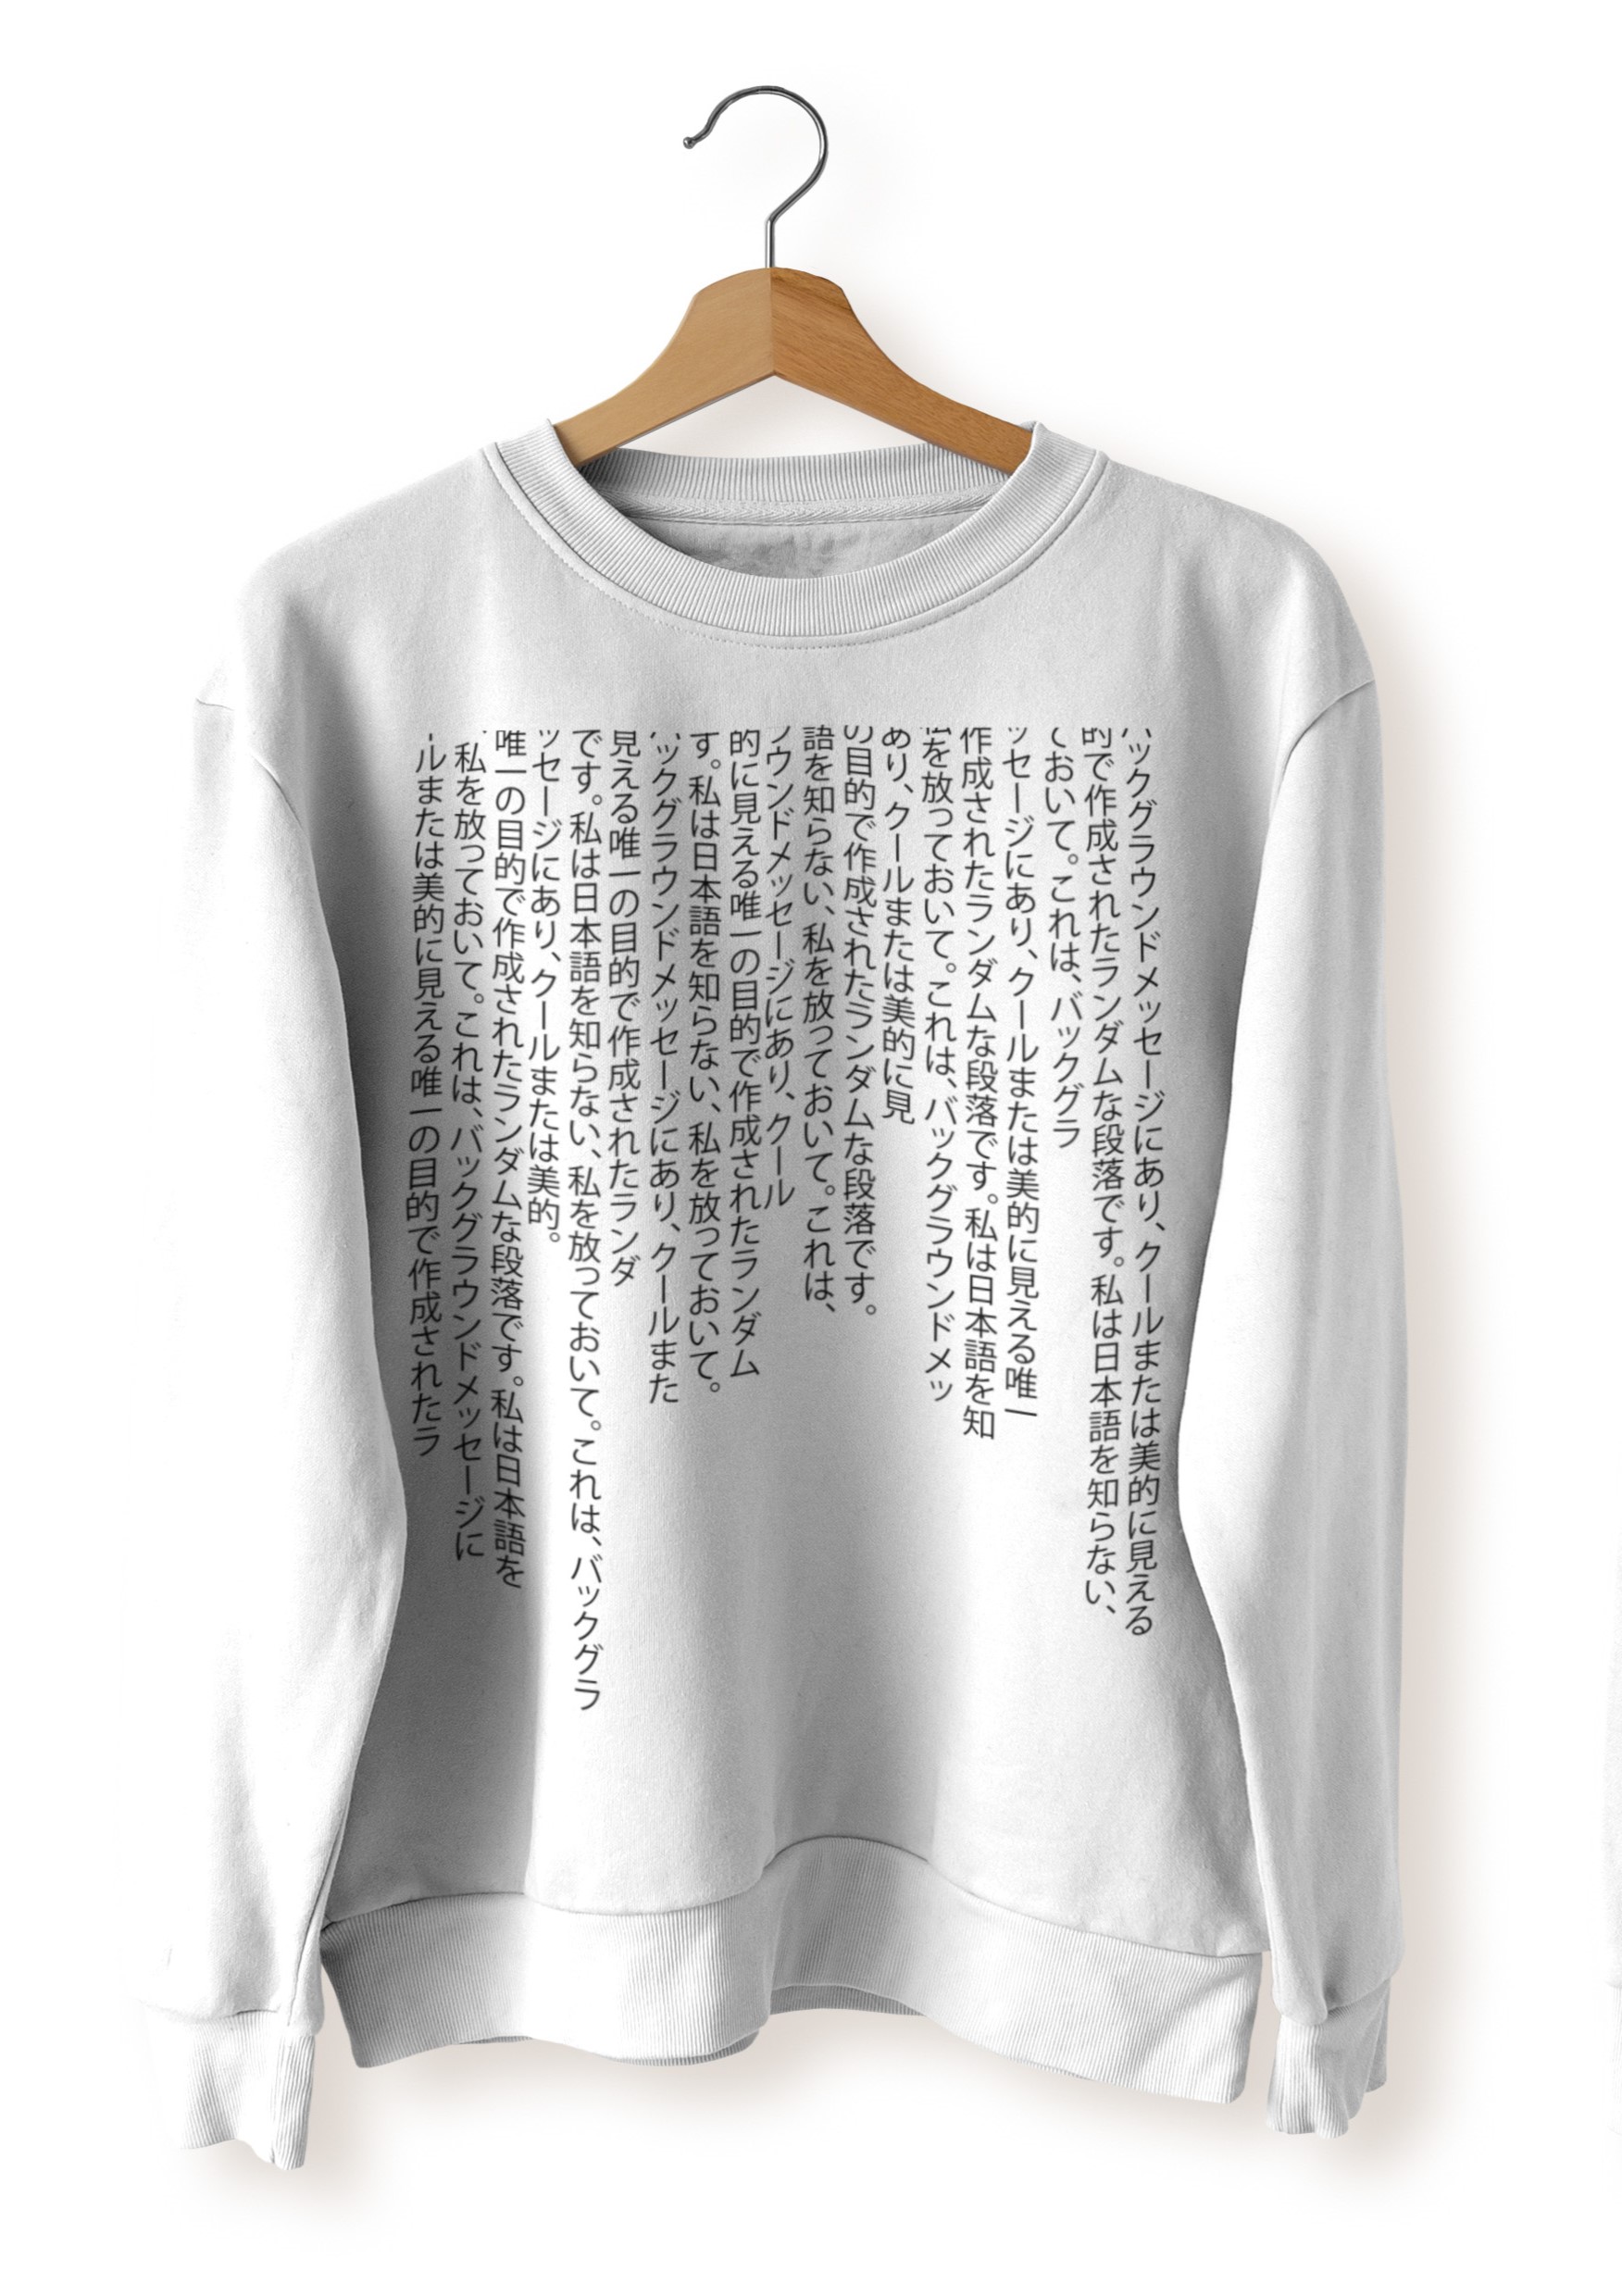 バックグラウンドメッセージにあり、クールまたは美的に見える
的で作成されたランダムな段落です。私は日本語を知らない、
ておいて。これは、バックグラ
ッセージにあり、クールまたは美的に見える唯一
作成されたランダムな段落です。私は日本語を知
私を放っておいて。これは、バックグラウンドメッ
あり、クールまたは美的に見
の目的で作成されたランダムな段落です。
語を知らない、私を放っておいて。これは、
ラウンドメッセージにあり、クール
的に見える唯一の目的で作成されたランダム
す。私は日本語を知らない、私を放っておいて。
バックグラウンドメッセージにあり、クールまた
見える唯一の目的で作成されたランダ
です。私は日本語を知らない、私を放っておいて。これは、バックグラ
ッセージにあり、クールまたは美的。
唯一の目的で作成されたランダムな段落です。私は日本語を
、私を放っておいて。これは、バックグラウンドメッセージに
ールまたは美的に見える唯一の目的で作成されたラ